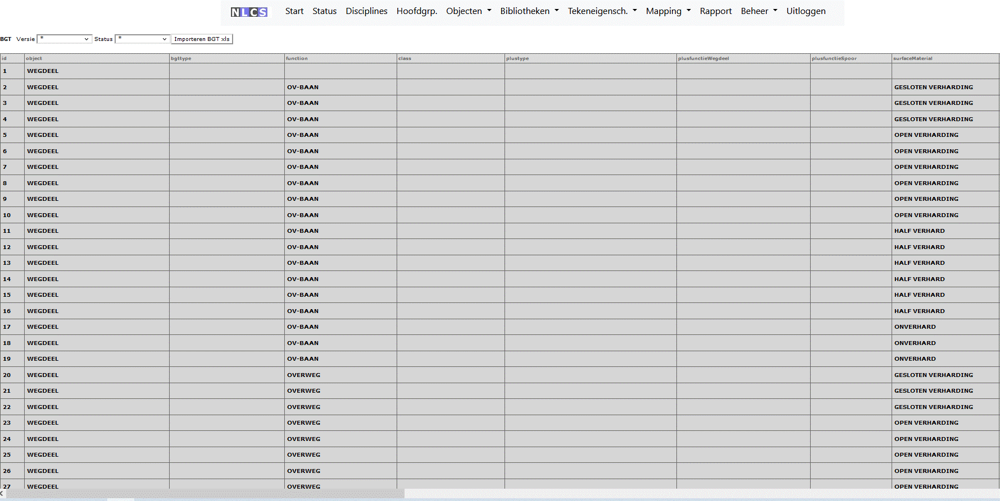 NLCS Start Status Disciplines Hoofdgrp. Objecten Bibliotheken Tekeneigensch. Mapping Rapport Beheer Uitloggen
BGT Versie * Status * Importeren BGT xls
id object bgttype function class plustype plusfunctieWegdeel plusfunctieSpoor surfaceMaterial
1 WEGDEEL
2 WEGDEEL OV-BAAN GESLOTEN VERHARDING
3 WEGDEEL OV-BAAN GESLOTEN VERHARDING
4 WEGDEEL OV-BAAN GESLOTEN VERHARDING
5 WEGDEEL OV-BAAN OPEN VERHARDING
6 WEGDEEL OV-BAAN OPEN VERHARDING
7 WEGDEEL OV-BAAN OPEN VERHARDING
8 WEGDEEL OV-BAAN OPEN VERHARDING
9 WEGDEEL OV-BAAN OPEN VERHARDING
10 WEGDEEL OV-BAAN OPEN VERHARDING
11 WEGDEEL OV-BAAN HALF VERHARD
12 WEGDEEL OV-BAAN HALF VERHARD
13 WEGDEEL OV-BAAN HALF VERHARD
14 WEGDEEL OV-BAAN HALF VERHARD
15 WEGDEEL OV-BAAN HALF VERHARD
16 WEGDEEL OV-BAAN HALF VERHARD
17 WEGDEEL OV-BAAN ONVERHARD
18 WEGDEEL OV-BAAN ONVERHARD
19 WEGDEEL OV-BAAN ONVERHARD
20 WEGDEEL OVERWEG GESLOTEN VERHARDING
21 WEGDEEL OVERWEG GESLOTEN VERHARDING
22 WEGDEEL OVERWEG GESLOTEN VERHARDING
23 WEGDEEL OVERWEG OPEN VERHARDING
24 WEGDEEL OVERWEG OPEN VERHARDING
25 WEGDEEL OVERWEG OPEN VERHARDING
26 WEGDEEL OVERWEG OPEN VERHARDING
27 WEGDEEL OVERWEG OPEN VERHARDING